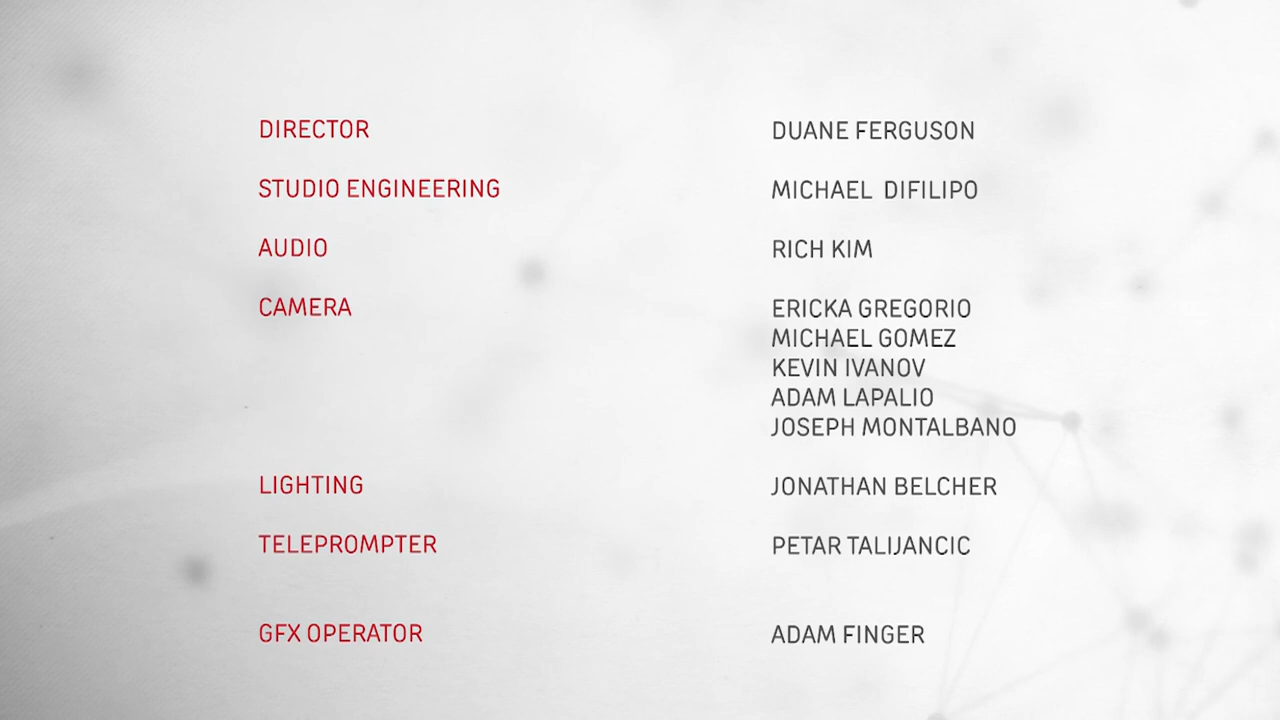 DIRECTOR DUANE FERGUSON
STUDIO ENGINEERING MICHAEL DIFILIPO
AUDIO RICH KIM
CAMERA ERICKA GREGORIO
MICHAEL GOMEZ
KEVIN IVANOV
ADAM LAPALIO
JOSEPH MONTALBANO
LIGHTING JONATHAN BELCHER
TELEPROMPTER PETAR TALIJANCIC
GFX OPERATOR ADAM FINGER